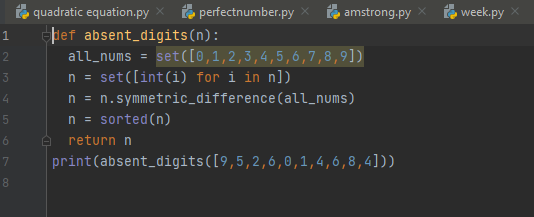 quadratic equation.py × perfectnumber.py × amstrong.py × week.py ×
1 def absent_digits(n):
2 all_nums = set([0,1,2,3,4,5,6,7,8,9])
3 n = set([int(i) for i in n])
4 n = n.symmetric_difference(all_nums)
5 n = sorted(n)
6 return n
7 print(absent_digits([9,5,2,6,0,1,4,6,8,4]))
8